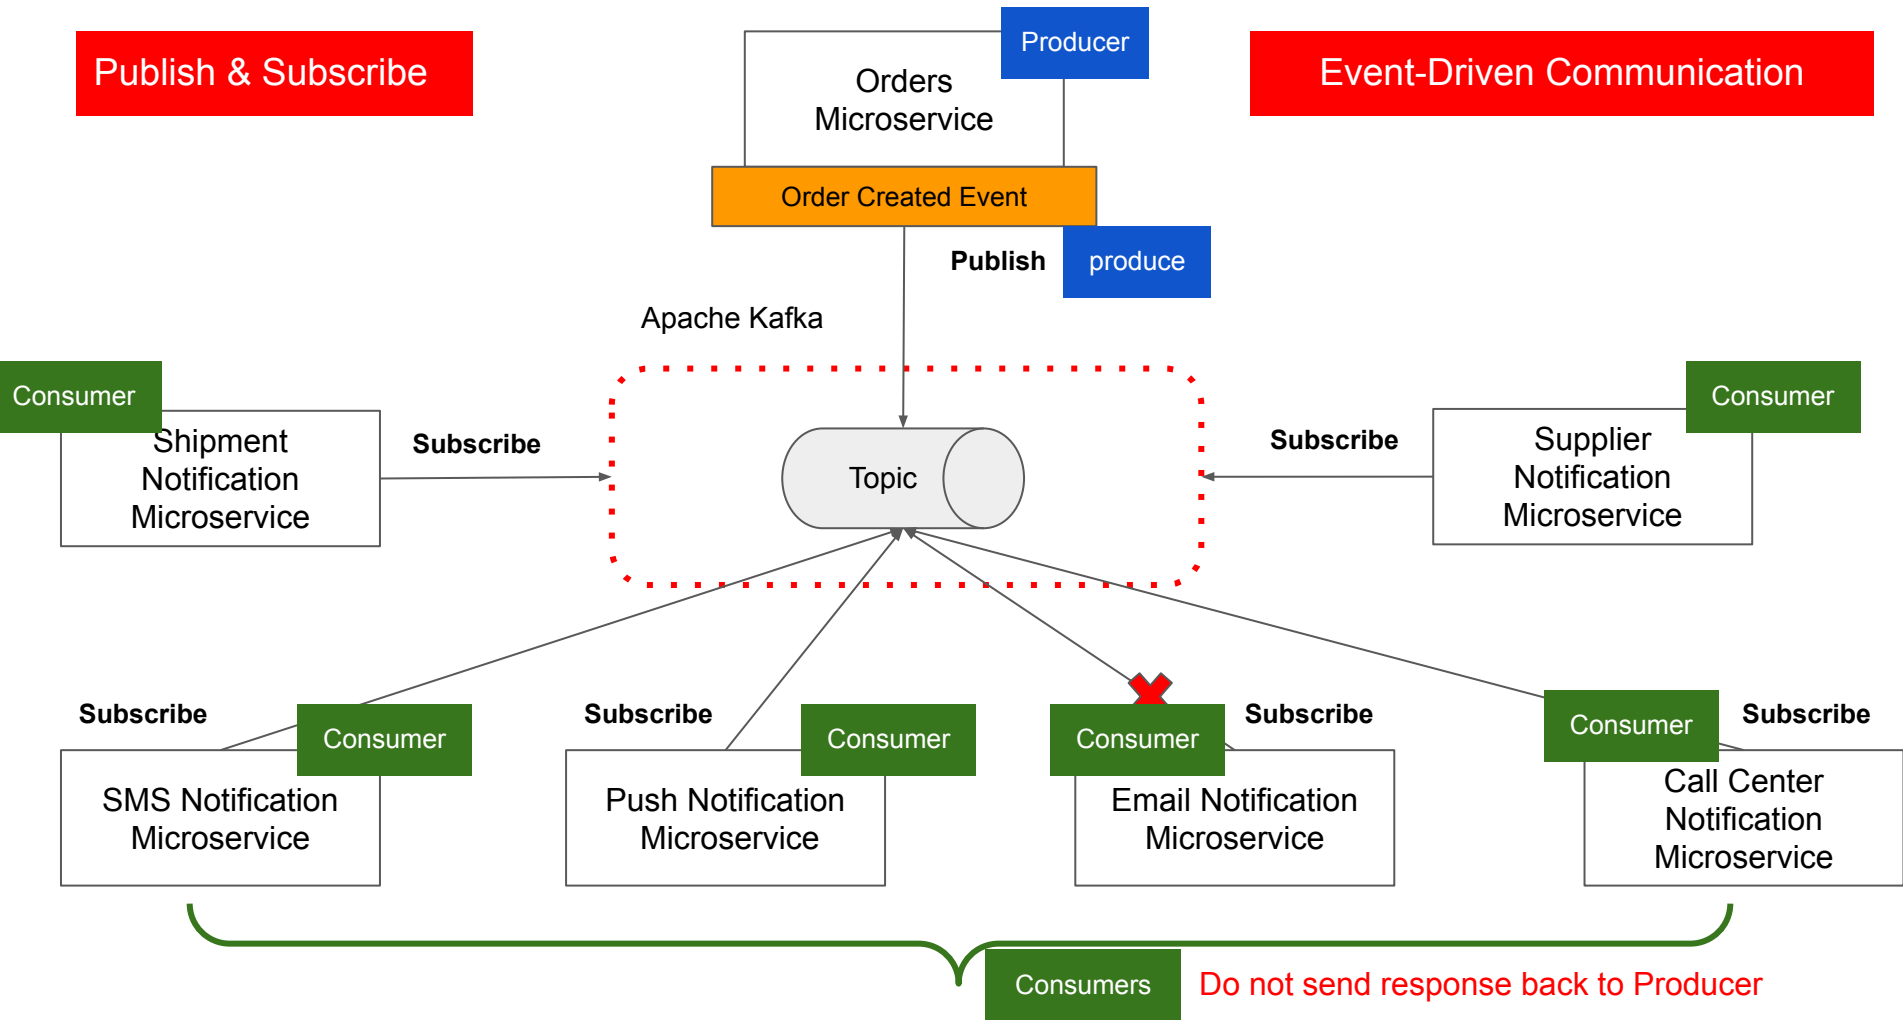 Publish & Subscribe
Producer
Event-Driven Communication
Orders
Microservice
Order Created Event
Publish
produce
Apache Kafka
Consumer
Shipment
Notification
Microservice
Subscribe
Topic
Subscribe
Consumer
Supplier
Notification
Microservice
Subscribe
Consumer
SMS Notification
Microservice
Subscribe
Consumer
Push Notification
Microservice
Consumer
Subscribe
Email Notification
Microservice
Consumer
Subscribe
Call Center
Notification
Microservice
Consumers
Do not send response back to Producer